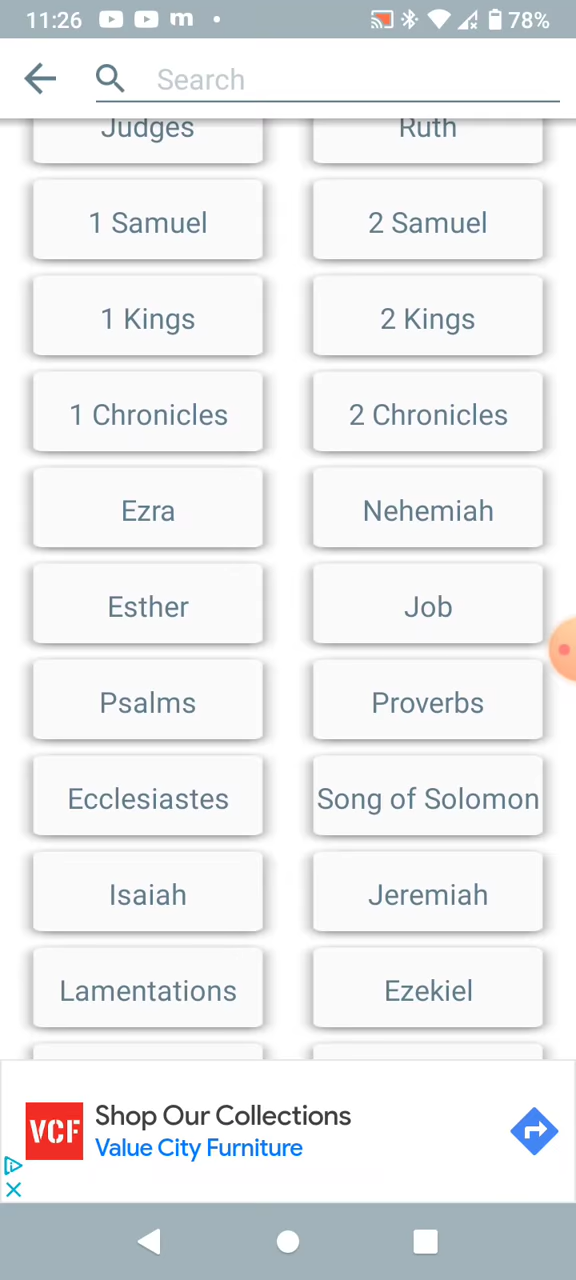 11:26 m 78%
Search
Judges Ruth
1 Samuel 2 Samuel
1 Kings 2 Kings
1 Chronicles 2 Chronicles
Ezra Nehemiah
Esther Job
Psalms Proverbs
Ecclesiastes Song of Solomon
Isaiah Jeremiah
Lamentations Ezekiel
VCF
Shop Our Collections
Value City Furniture